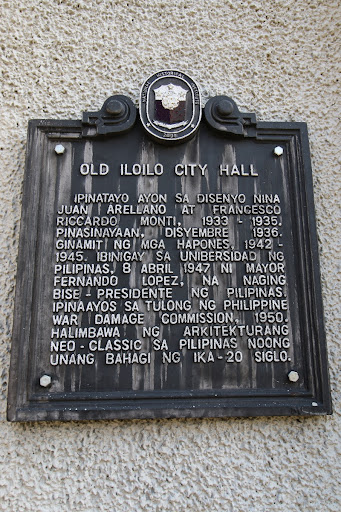 OLD ILOILO CITY HALL
IPINATAYO AYON SA DISENYO NINA
JUAN ARELLANO AT FRANCESCO
RICCARDO MONTI, 1933 - 1935.
PINASINAYAAN, DISYEMBRE 1936.
GINAMIT NG MGA HAPONES, 1942 -
1945. IBINIGAY SA UNIBERSIDAD NG
PILIPINAS, 8 ABRIL 1947 NI MAYOR
FERNANDO LOPEZ, NA NAGING
BISE - PRESIDENTE NG PILIPINAS.
IPINAAYOS SA TULONG NG PHILIPPINE
WAR DAMAGE COMMISSION, 1950.
HALIMBAWA NG ARKITEKTURANG
NEO - CLASSIC SA PILIPINAS NOONG
UNANG BAHAGI NG IKA - 20 SIGLO.